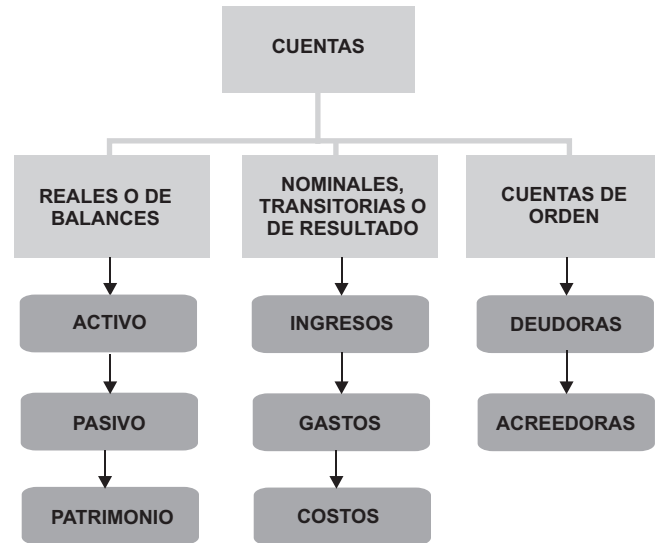 CUENTAS
REALES O DE
BALANCES
NOMINALES,
TRANSITORIAS O
DE RESULTADO
CUENTAS DE
ORDEN
ACTIVO
INGRESOS
DEUDORAS
PASIVO
GASTOS
ACREEDORAS
PATRIMONIO
COSTOS